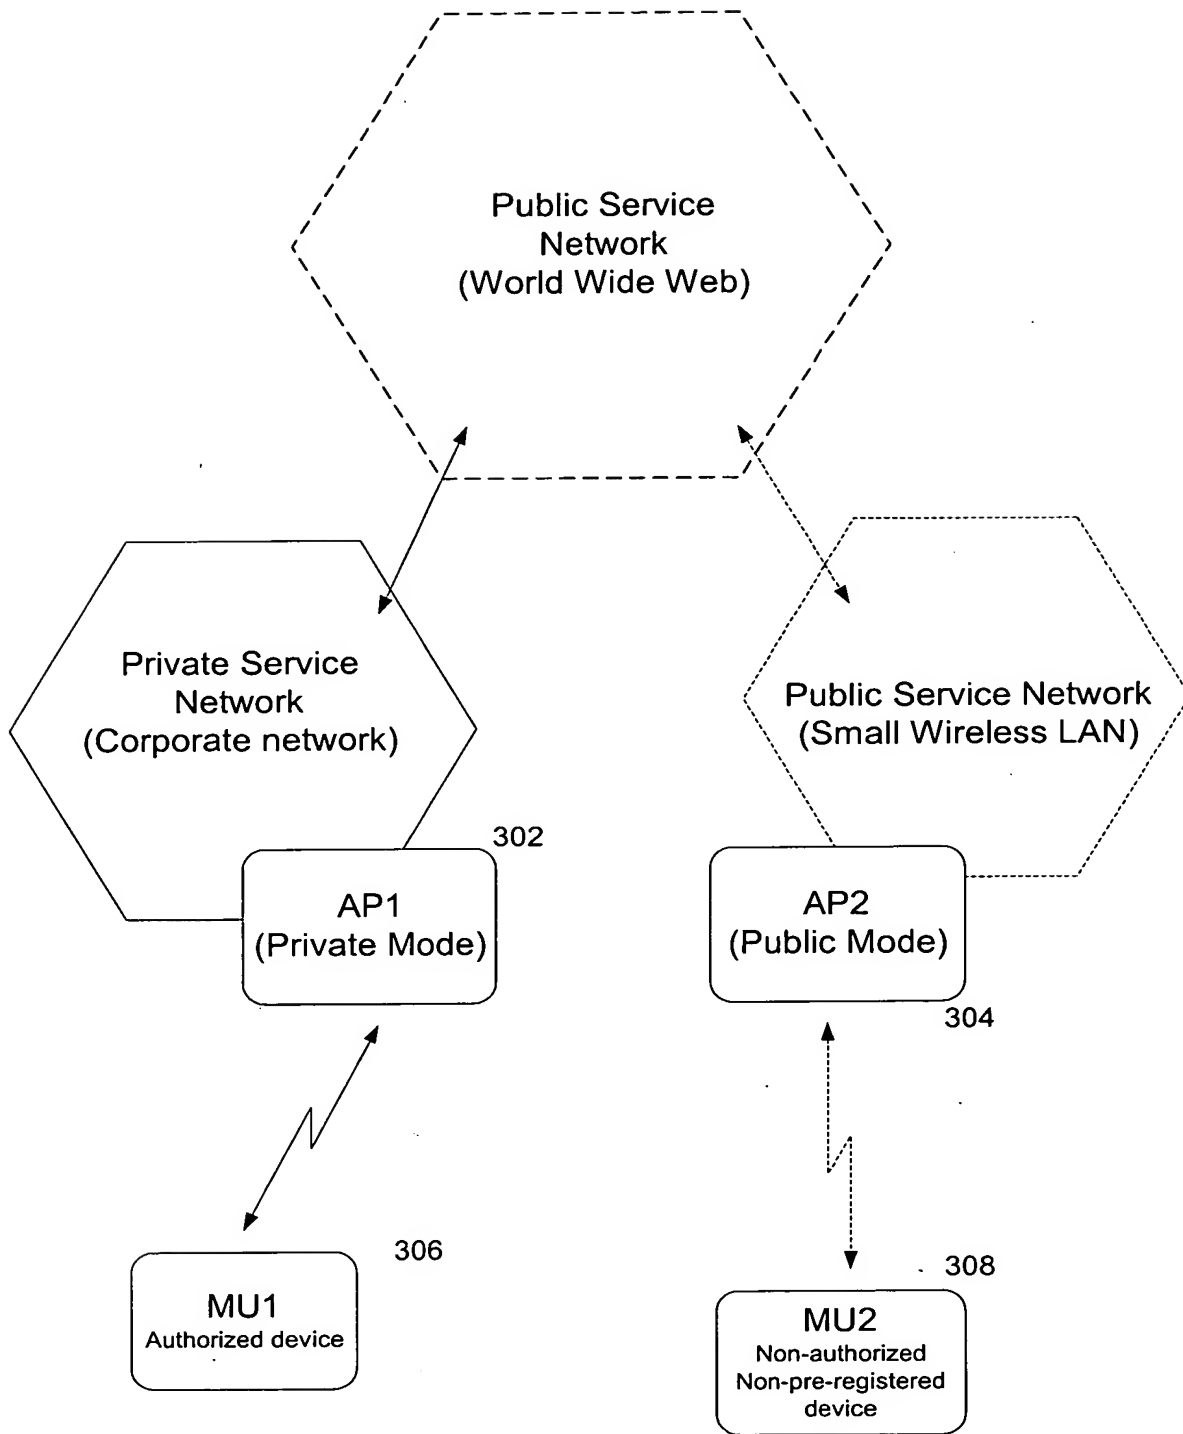 Public Service
Network
(World Wide Web)
Private Service
Network
(Corporate network)
Public Service Network
(Small Wireless LAN)
302
AP1
(Private Mode)
AP2
(Public Mode)
304
306
MU1
Authorized device
308
MU2
Non-authorized
Non-pre-registered
device